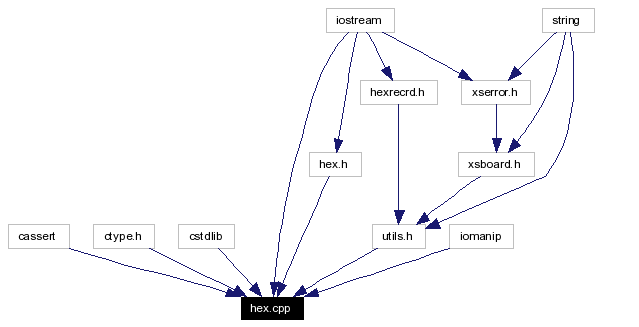 iostream
string
hexrecrd.h
xserror.h
hex.h
xsboard.h
cassert
ctype.h
cstdlib
utils.h
iomanip
hex.cpp